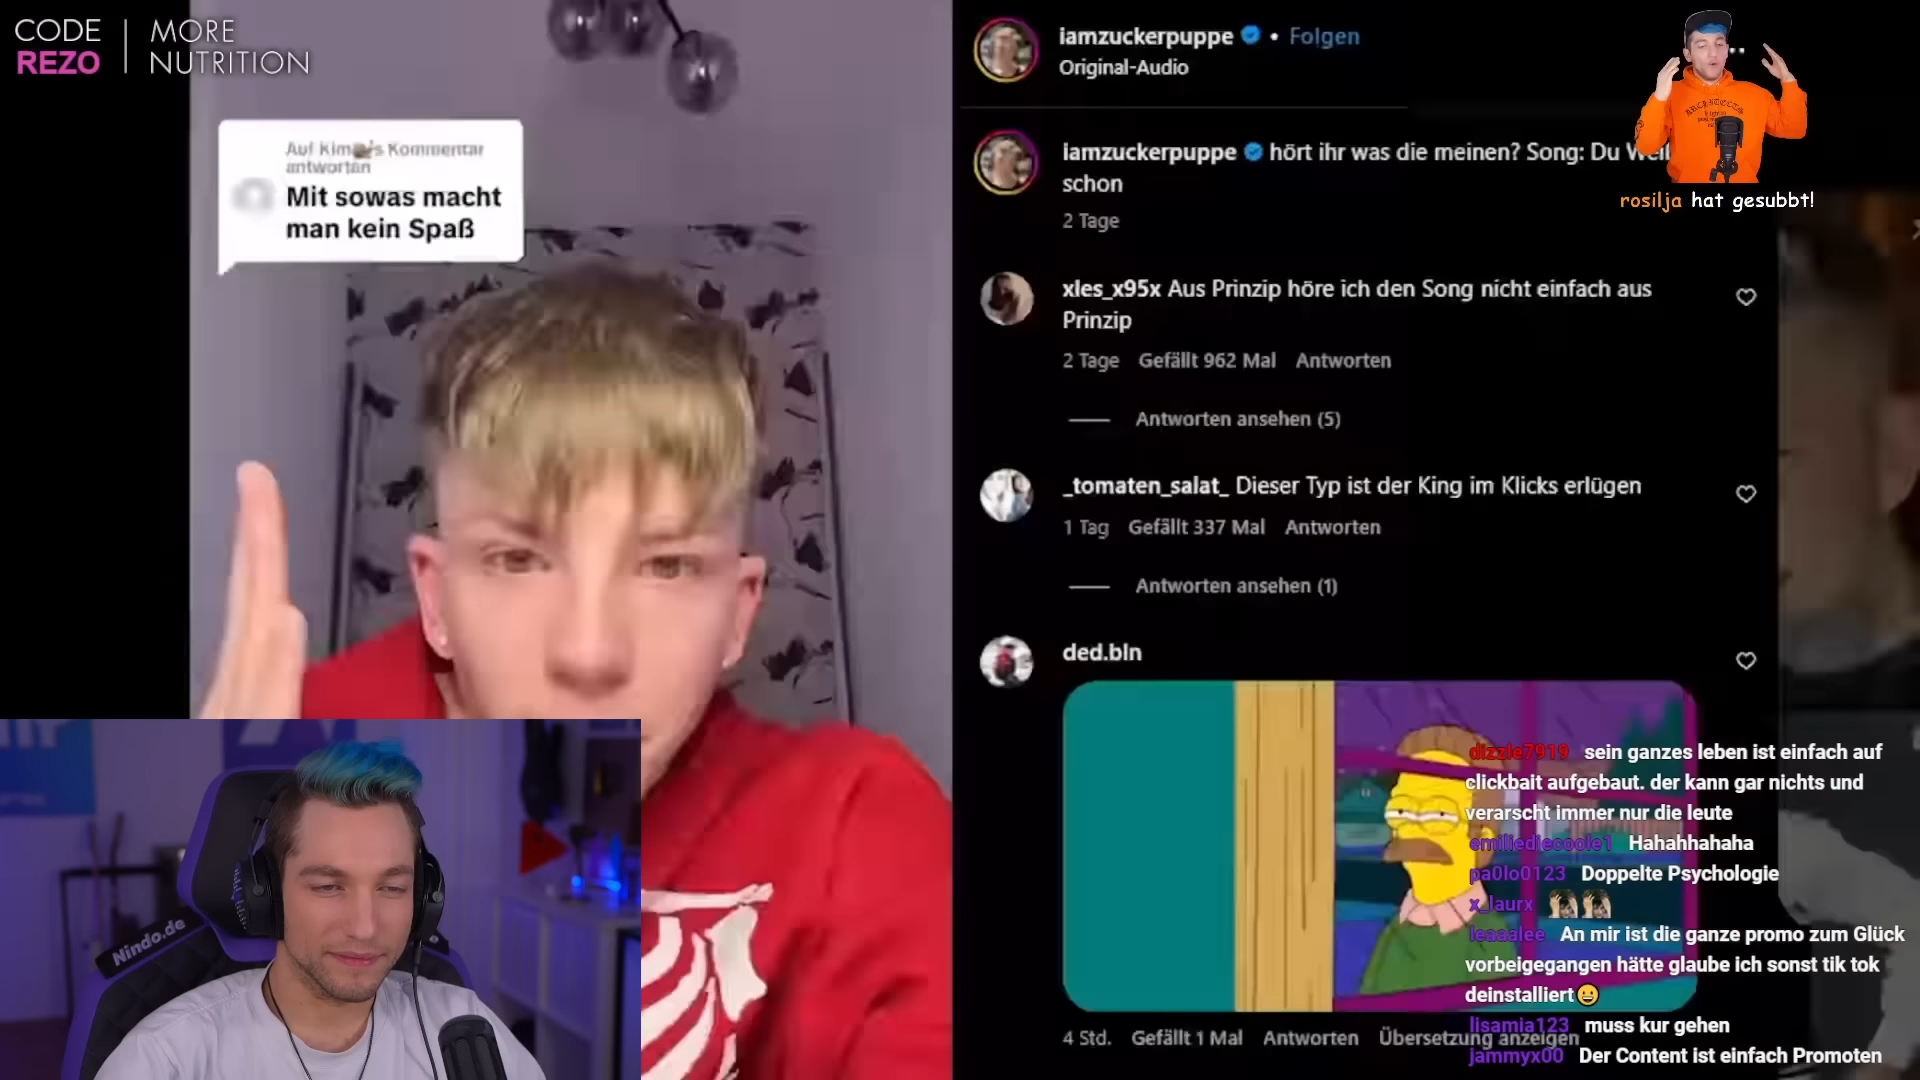 CODE
REZO
MORE
NUTRITION
Auf Kim
's Kommentar
antworten
Mit sowas macht
man kein Spaß
iamzuckerpuppe • Folgen
Original-Audio
iamzuckerpuppe hört ihr was die meinen? Song: Du
schon
2 Tage
rosilja hat gesubbt!
xles_x95x Aus Prinzip höre ich den Song nicht einfach aus
Prinzip
2 Tage Gefällt 962 Mal Antworten
Antworten ansehen (5)
_tomaten_salat_ Dieser Typ ist der King im Klicks erlügen
1 Tag Gefällt 337 Mal Antworten
Antworten ansehen (1)
ded.bln
4 Std. Gefällt 1 Mal Antworten Übersetzung anzeigen
dizzle7919 sein ganzes leben ist einfach auf
clickbait aufgebaut. der kann gar nichts und
verarscht immer nur die leute
emiliediecoole1 Hahahhahaha
pa0lo0123 Doppelte Psychologie
x_laurx
leaaalee An mir ist die ganze promo zum Glück
vorbeigegangen hätte glaube ich sonst tik tok
deinstalliert
lisamia123 muss kur gehen
jammyx00 Der Content ist einfach Promoten
Nindo.de